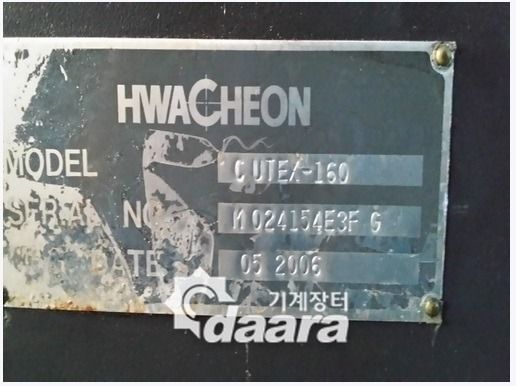 HWACHEON
MODEL CUTEX-160
SERIAL NO. M024154E3F G
DATE 05 2006
기계장터
daara